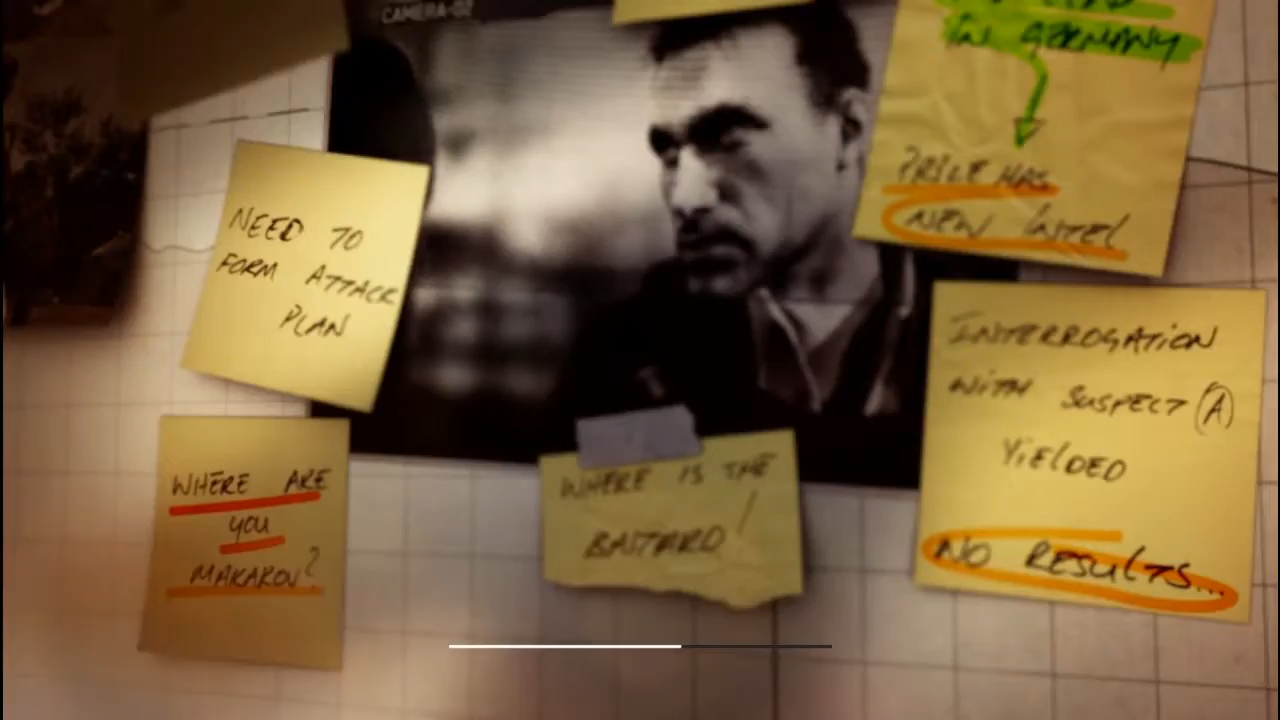 CAMERA-02
IN GERMANY
PRICE HAS
NEW INTEL
NEED TO
FORM ATTACK
PLAN
INTERROGATION
WITH SUSPECT (A)
YIELDED
NO RESULTS...
WHERE ARE
YOU
MAKAROV?
WHERE IS THE
BASTARD!